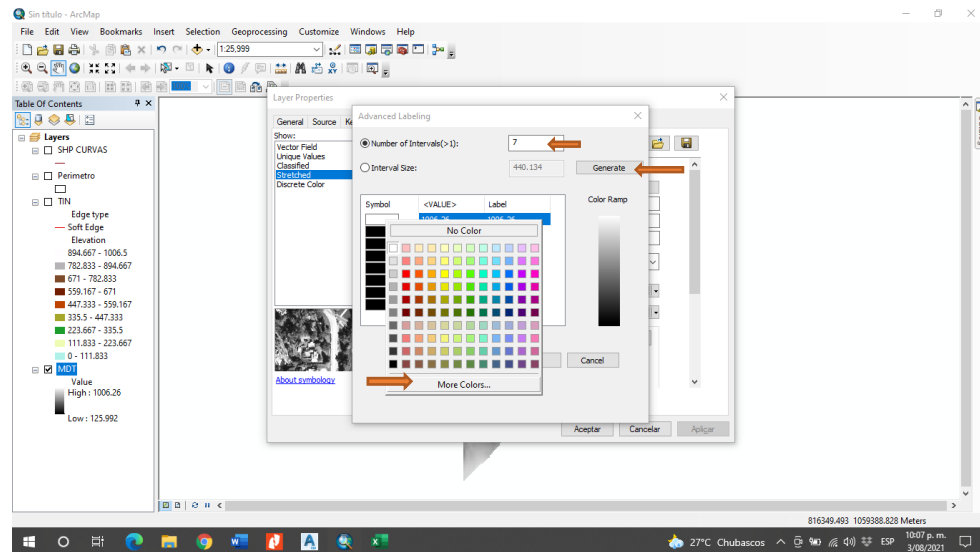 Sin título - ArcMap
File Edit View Bookmarks Insert Selection Geoprocessing Customize Windows Help
1:25,999
Table Of Contents
Layers
SHP CURVAS
Perimetro
TIN
Edge type
Soft Edge
Elevation
894.667 - 1006.5
782.833 - 894.667
671 - 782.833
559.167 - 671
447.333 - 559.167
335.5 - 447.333
223.667 - 335.5
111.833 - 223.667
0 - 111.833
MDT
Value
High : 1006.26
Low : 125.992
Layer Properties
General Source
Show:
Vector Field
Unique Values
Classified
Stretched
Discrete Color
About symbology
Advanced Labeling
Number of Intervals(>1): 7
Interval Size: 440.134
Generate
Symbol <VALUE> Label
1006.26 1006.26
Color Ramp
No Color
More Colors...
Cancel
Aceptar Cancelar Aplicar
816349.493 1059388.828 Meters
27°C Chubascos
ESP
10:07 p. m.
3/08/2021